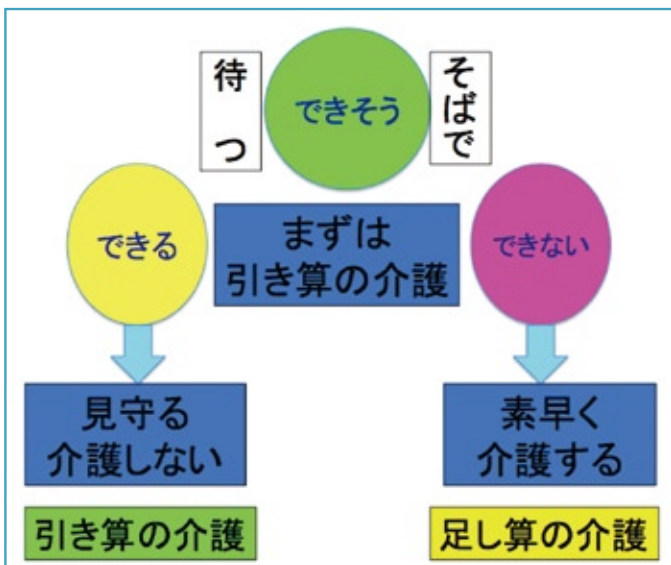 待つ
できそう
そばで
できる
まずは
引き算の介護
できない
見守る
介護しない
素早く
介護する
引き算の介護
足し算の介護